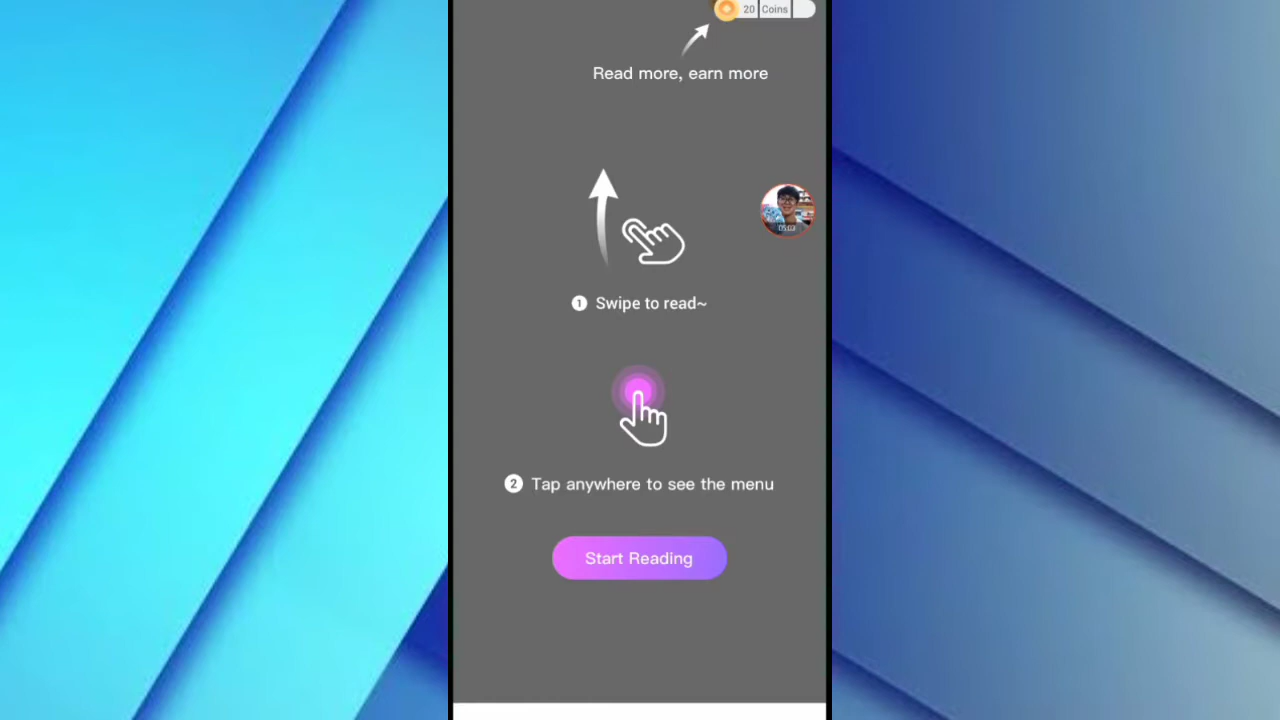 20 Coins
Read more, earn more
05:03
1 Swipe to read~
2 Tap anywhere to see the menu
Start Reading